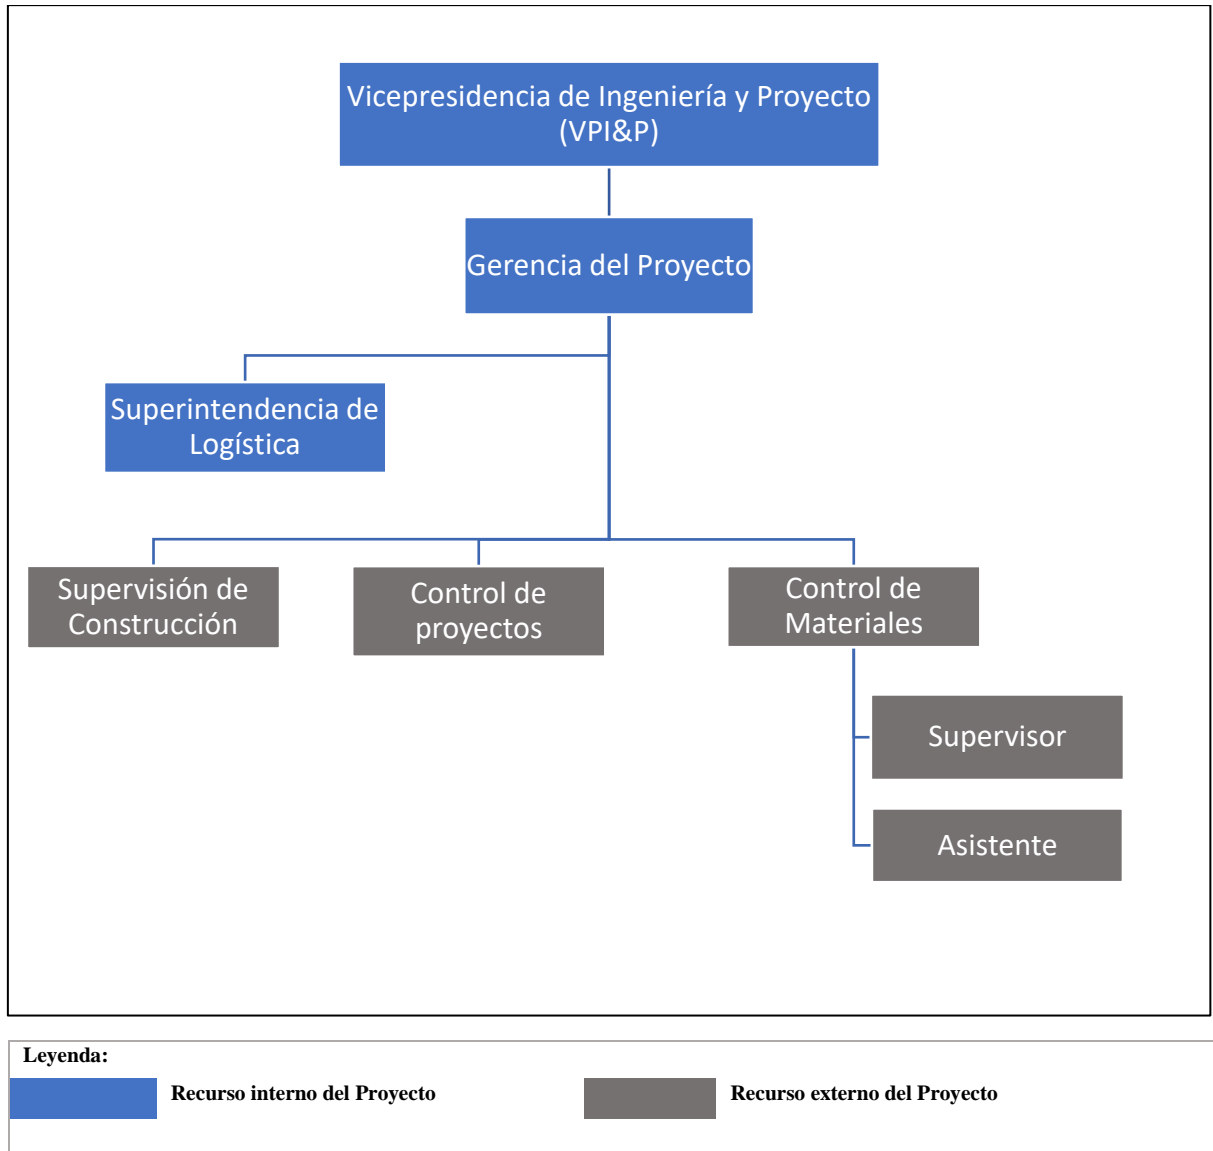 Vicepresidencia de Ingeniería y Proyecto
(VPI&P)
Gerencia del Proyecto
Superintendencia de
Logística
Supervisión de
Construcción
Control de
proyectos
Control de
Materiales
Supervisor
Asistente
Leyenda:
Recurso interno del Proyecto
Recurso externo del Proyecto